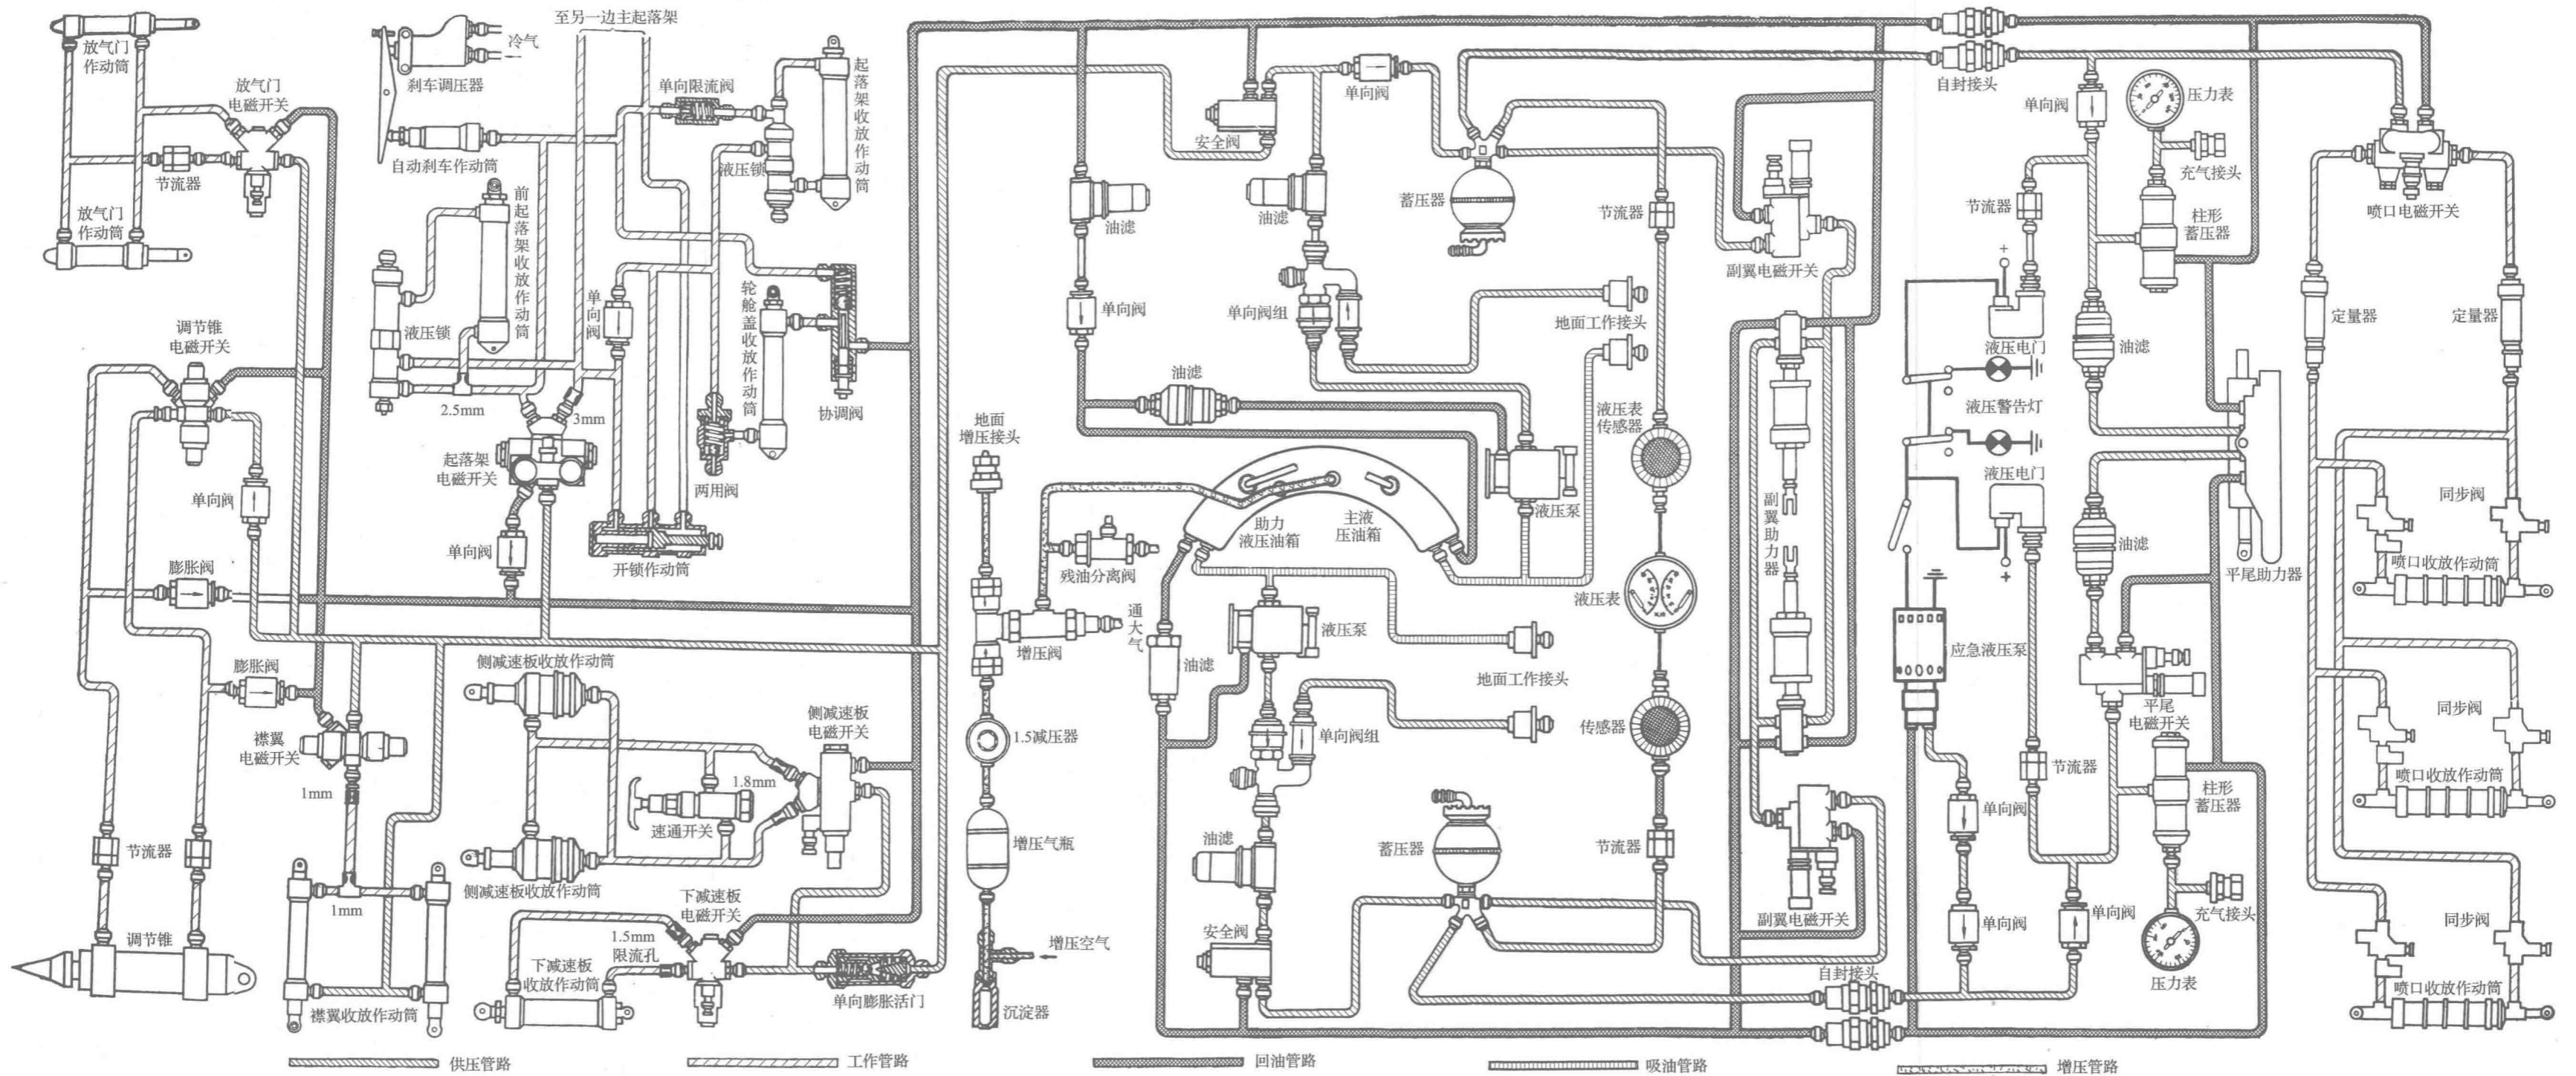 放气门
作动筒
放气门
电磁开关
节流器
放气门
作动筒
冷气
刹车调压器
自动刹车作动筒
至另一边主起落架
单向限流阀
起落架收放作动筒
液压锁
前起落架收放作动筒
液压锁
2.5mm
3mm
单向阀
轮舱盖收放作动筒
协调阀
两用阀
起落架
电磁开关
单向阀
开锁作动筒
调节锥
电磁开关
单向阀
膨胀阀
膨胀阀
襟翼
电磁开关
1mm
1mm
节流器
调节锥
襟翼收放作动筒
侧减速板收放作动筒
侧减速板
电磁开关
1.8mm
速通开关
侧减速板收放作动筒
下减速板
电磁开关
1.5mm
限流孔
下减速板
收放作动筒
单向膨胀活门
地面
增压接头
残油分离阀
通大气
增压阀
1.5减压器
增压气瓶
增压空气
沉淀器
安全阀
单向阀
油滤
油滤
单向阀
单向阀组
油滤
蓄压器
节流器
地面工作接头
液压表
传感器
液压泵
助力
液压油箱
主液
压油箱
油滤
液压泵
地面工作接头
单向阀组
液压表
传感器
节流器
油滤
安全阀
蓄压器
副翼电磁开关
副翼助力器
副翼电磁开关
自封接头
自封接头
单向阀
压力表
充气接头
节流器
柱形
蓄压器
+
液压电门
液压警告灯
液压电门
+
油滤
油滤
平尾助力器
应急液压泵
平尾
电磁开关
节流器
柱形
蓄压器
单向阀
单向阀
单向阀
充气接头
压力表
喷口电磁开关
定量器
定量器
同步阀
喷口收放作动筒
同步阀
喷口收放作动筒
同步阀
喷口收放作动筒
供压管路
工作管路
回油管路
吸油管路
增压管路